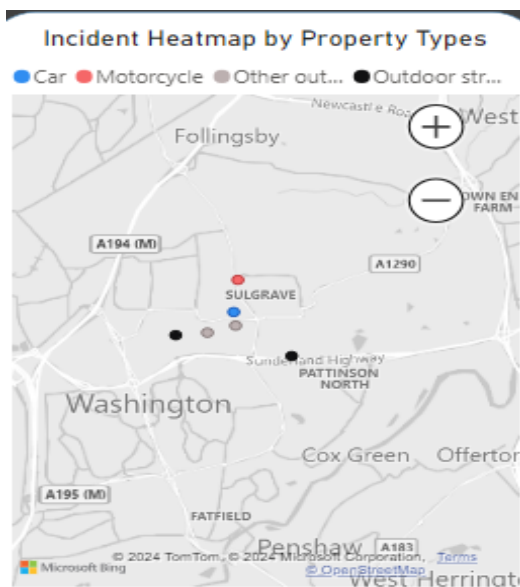 Incident Heatmap by Property Types
Car Motorcycle Other out... Outdoor str...
Newcastle Roa
West
Follingsby
OWN EN
FARM
A194 (M)
A1290
SULGRAVE
Sunderland Highway
PATTINSON
NORTH
Washington
Cox Green
Offerton
A195 (M)
FATFIELD
Penshaw
A183
© 2024 TomTom, © 2024 Microsoft Corporation, Terms
Microsoft Bing
© OpenStreetMap
West Herringt